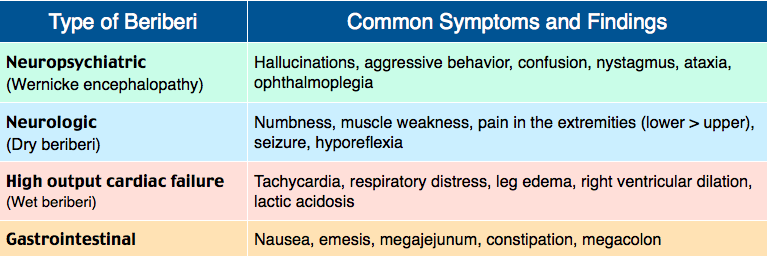 Type of Beriberi
Common Symptoms and Findings
Neuropsychiatric
(Wernicke encephalopathy)
Hallucinations, aggressive behavior, confusion, nystagmus, ataxia,
ophthalmoplegia
Neurologic
(Dry beriberi)
Numbness, muscle weakness, pain in the extremities (lower > upper),
seizure, hyporeflexia
High output cardiac failure
(Wet beriberi)
Tachycardia, respiratory distress, leg edema, right ventricular dilation,
lactic acidosis
Gastrointestinal
Nausea, emesis, megajejunum, constipation, megacolon